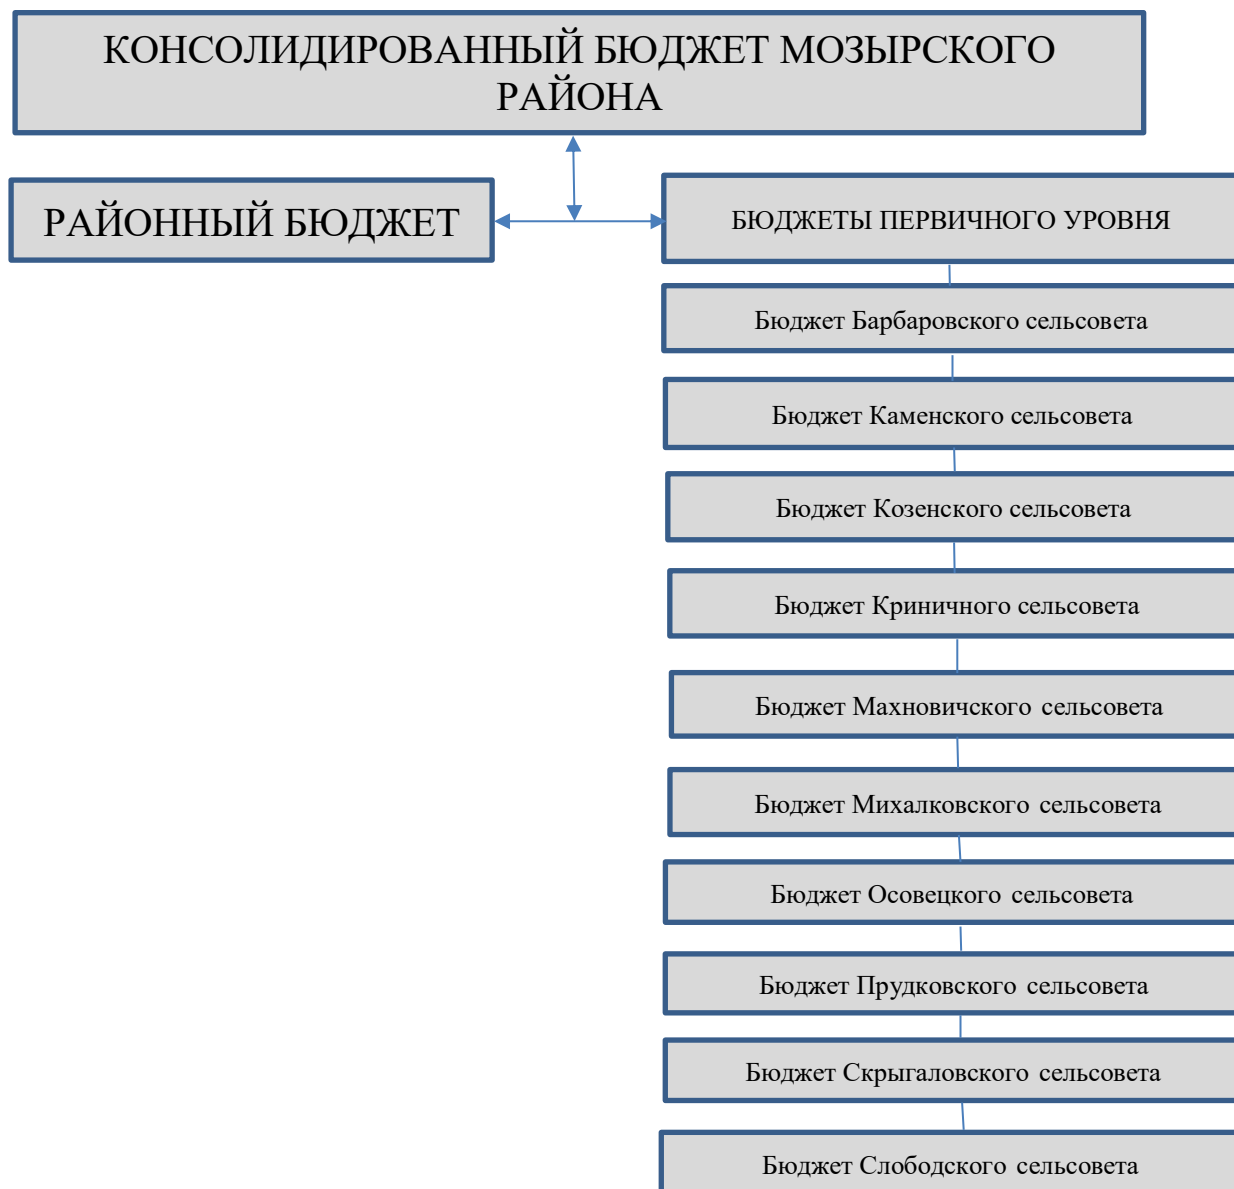 КОНСОЛИДИРОВАННЫЙ БЮДЖЕТ МОЗЫРСКОГО
РАЙОНА
РАЙОННЫЙ БЮДЖЕТ
БЮДЖЕТЫ ПЕРВИЧНОГО УРОВНЯ
Бюджет Барбаровского сельсовета
Бюджет Каменского сельсовета
Бюджет Козенского сельсовета
Бюджет Криничного сельсовета
Бюджет Махновичского сельсовета
Бюджет Михалковского сельсовета
Бюджет Осовецкого сельсовета
Бюджет Прудковского сельсовета
Бюджет Скрыгаловского сельсовета
Бюджет Слободского сельсовета